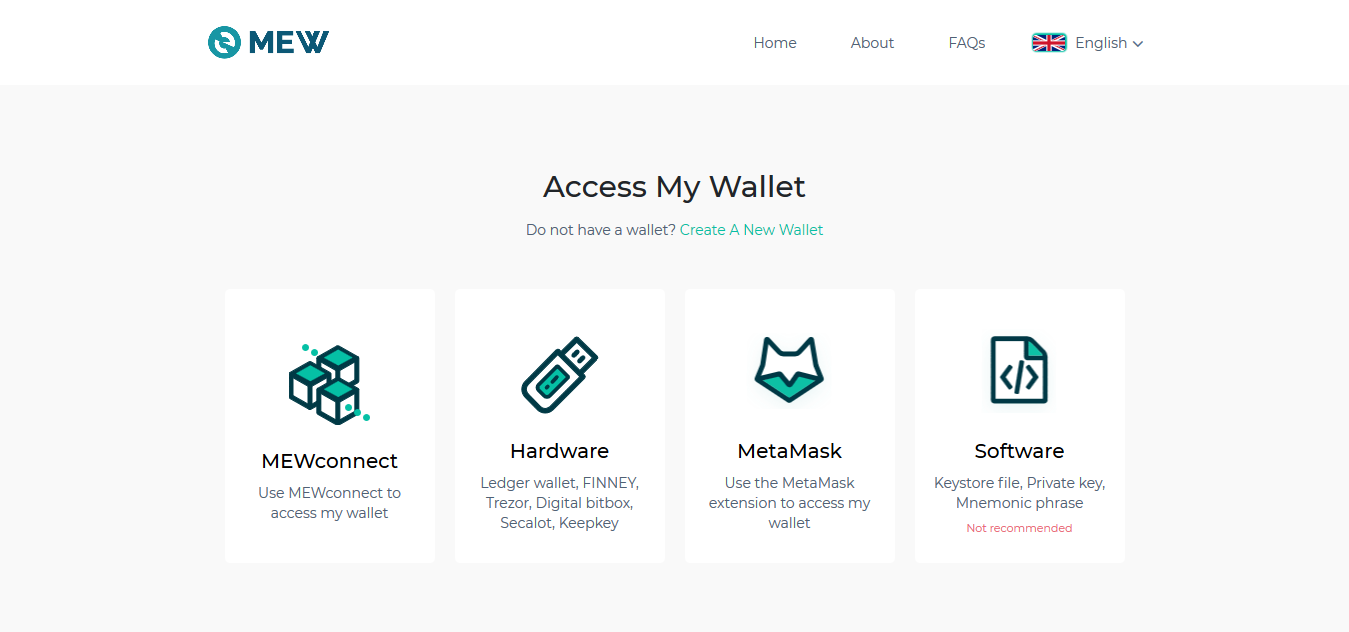 MEW
Home
About
FAQs
English
Access My Wallet
Do not have a wallet? Create A New Wallet
MEWconnect
Use MEWconnect to
access my wallet
Hardware
Ledger wallet, FINNEY,
Trezor, Digital bitbox,
Secalot, Keepkey
MetaMask
Use the MetaMask
extension to access my
wallet
Software
Keystore file, Private key,
Mnemonic phrase
Not recommended